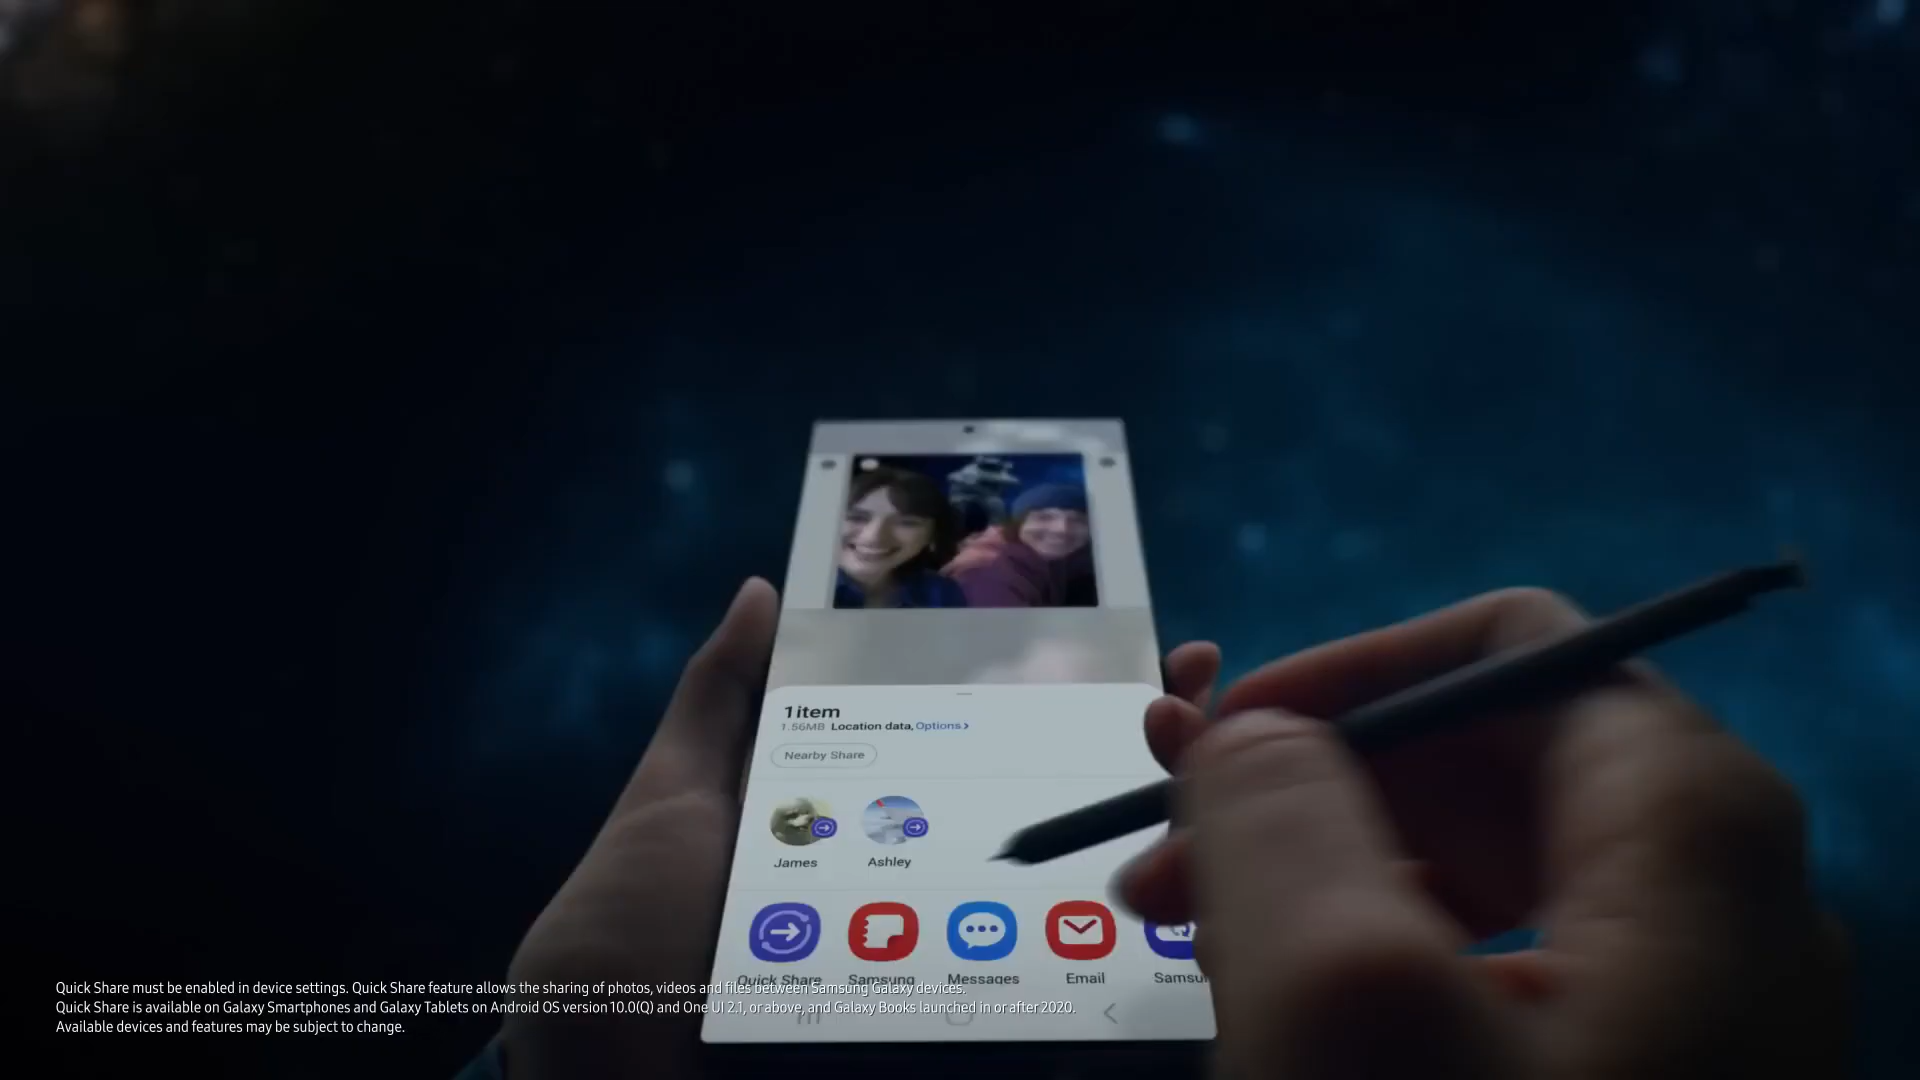 1 item
1.56MB Location data, Options >
Nearby Share
James Ashley
Quick Share Samsung Messages Email Samsu
Quick Share must be enabled in device settings. Quick Share feature allows the sharing of photos, videos and files between Samsung Galaxy devices.
Quick Share is available on Galaxy Smartphones and Galaxy Tablets on Android OS version 10.0(Q) and One UI 2.1, or above, and Galaxy Books launched in or after 2020.
Available devices and features may be subject to change.